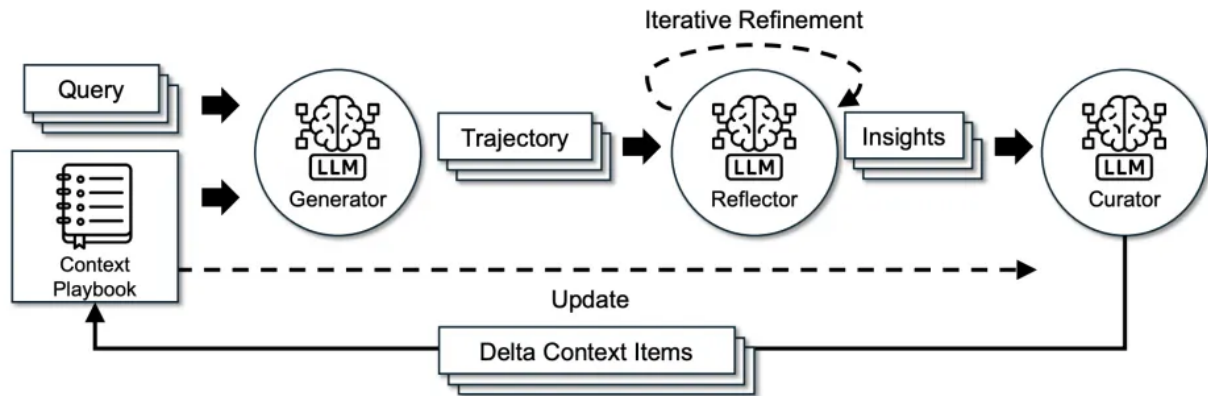 Iterative Refinement
Query
LLM
Generator
Trajectory
LLM
Reflector
Insights
LLM
Curator
Context
Playbook
Update
Delta Context Items